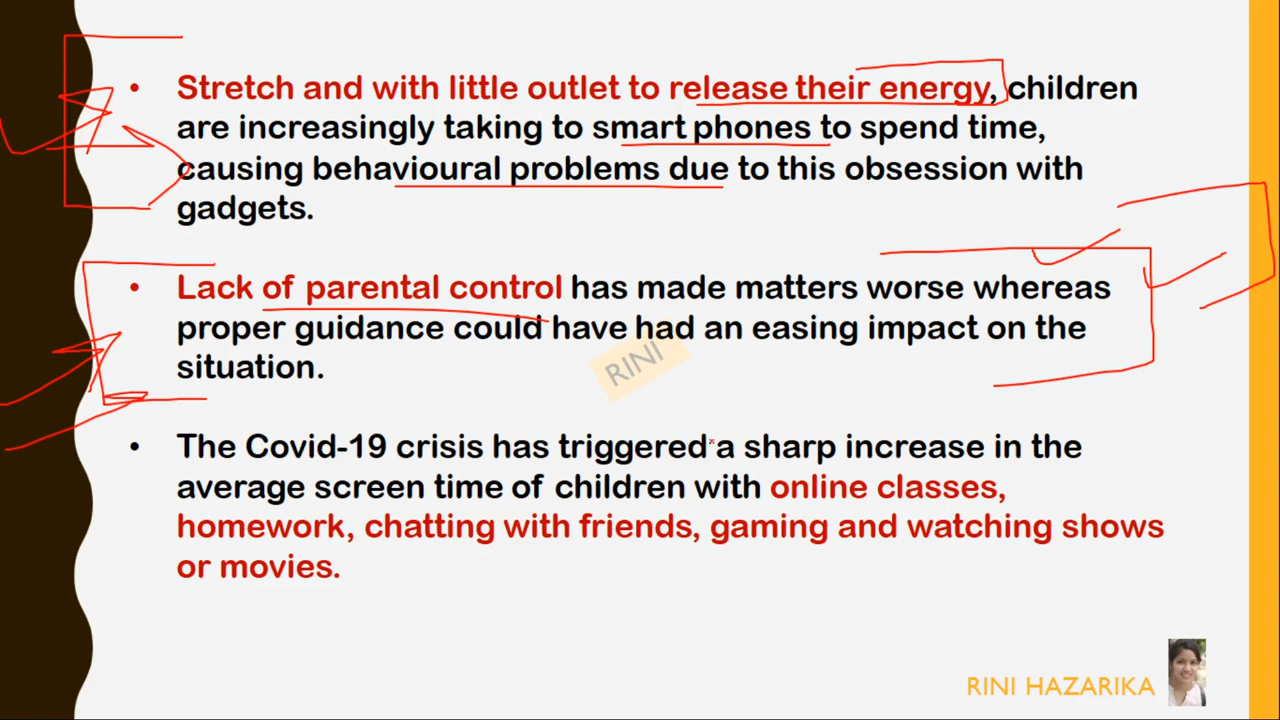 • Stretch and with little outlet to release their energy, children
are increasingly taking to smart phones to spend time,
causing behavioural problems due to this obsession with
gadgets.
• Lack of parental control has made matters worse whereas
proper guidance could have had an easing impact on the
situation.
RINI
• The Covid-19 crisis has triggered a sharp increase in the
average screen time of children with online classes,
homework, chatting with friends, gaming and watching shows
or movies.
RINI HAZARIKA